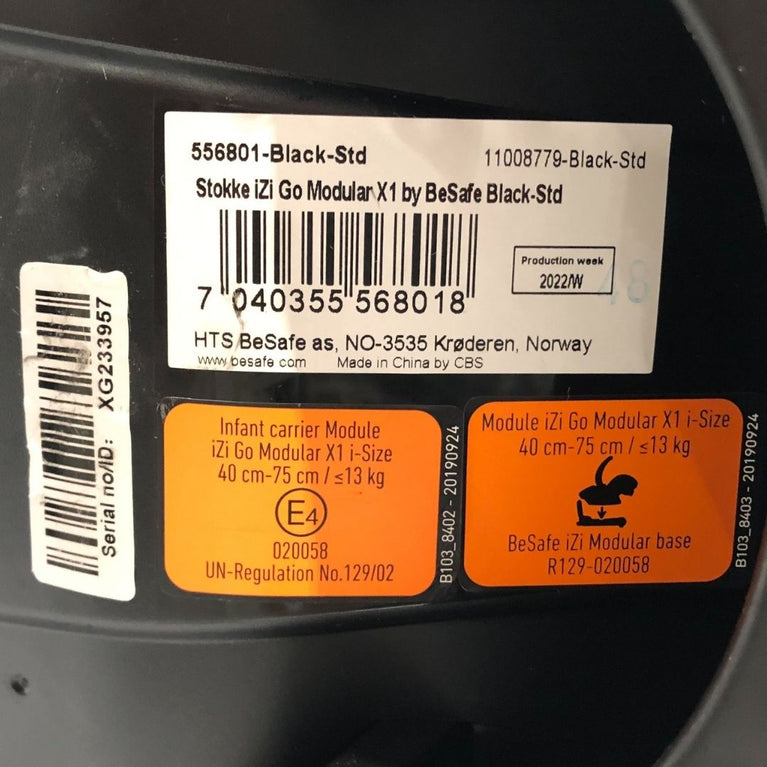 556801-Black-Std
11008779-Black-Std
Stokke iZi Go Modular X1 by BeSafe Black-Std
7 040355 568018
Production week
2022/W 48
HTS BeSafe as, NO-3535 Krøderen, Norway
www.besafe.com Made in China by CBS
Serial no/ID: XG233957
Infant carrier Module
iZi Go Modular X1 i-Size
40 cm-75 cm / ≤13 kg
E4
020058
UN-Regulation No.129/02
B103_8402 - 20190924
Module iZi Go Modular X1 i-Size
40 cm-75 cm / ≤13 kg
BeSafe iZi Modular base
R129-020058
B103_8403 - 20190924